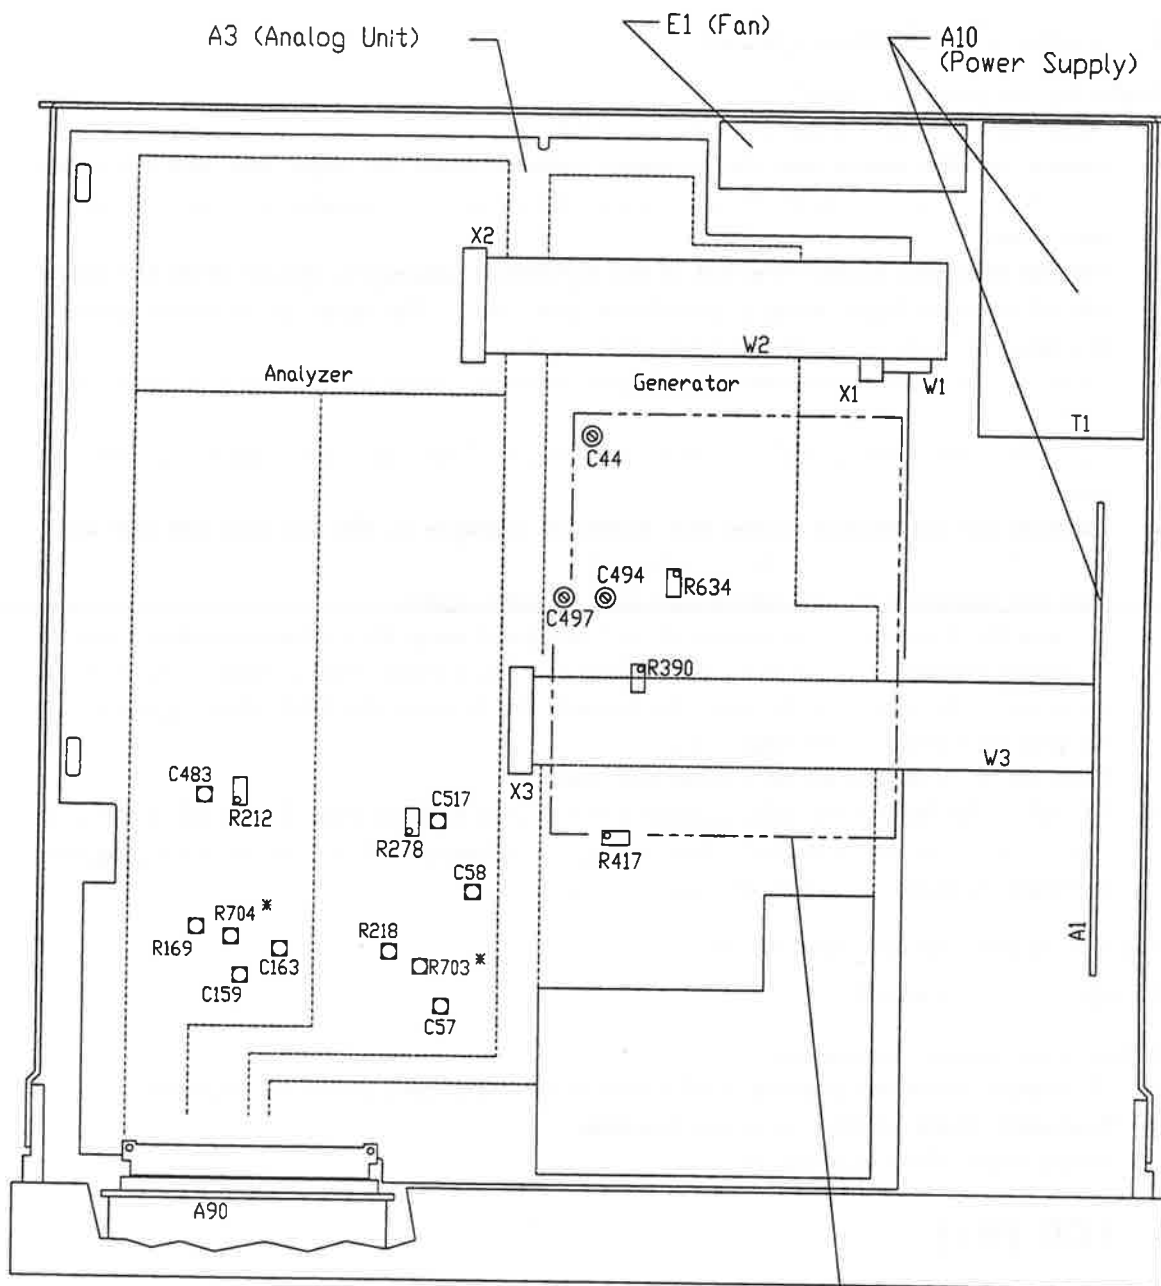 A3 (Analog Unit)
E1 (Fan)
A10
(Power Supply)
X2
W2
Analyzer
Generator
X1
W1
T1
C44
C494
R634
C497
R390
W3
X3
C483
R212
C517
R278
R417
C58
R704 *
R169
C163
R218
R703 *
C159
C57
A1
A90